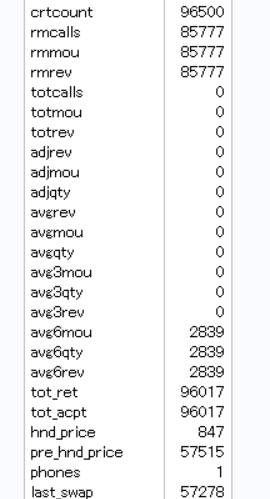 crtcount 96500
rmcalls 85777
rmmou 85777
rmrev 85777
totcalls 0
totmou 0
totrev 0
adjrev 0
adjmou 0
adjqty 0
avgrev 0
avgmou 0
avgqty 0
avg3mou 0
avg3qty 0
avg3rev 0
avg6mou 2839
avg6qty 2839
avg6rev 2839
tot_ret 96017
tot_acpt 96017
hnd_price 847
pre_hnd_price 57515
phones 1
last_swap 57278